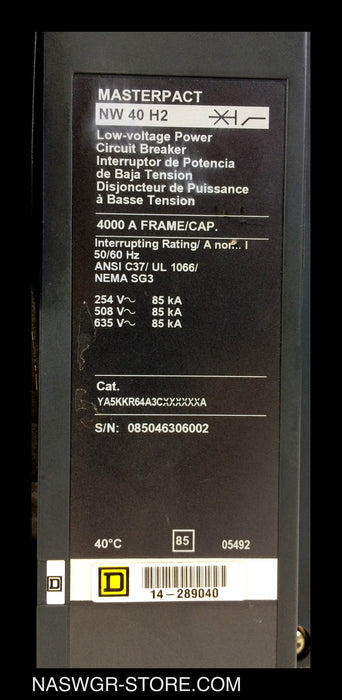 MASTERPACT
NW 40 H2
Low-voltage Power
Circuit Breaker
Interruptor de Potencia
de Baja Tension
Disjoncteur de Puissance
à Basse Tension
4000 A FRAME/CAP.
Interrupting Rating/ A
50/60 Hz
ANSI C37/ UL 1066/
NEMA SG3
254 V~ 85 kA
508 V~ 85 kA
635 V~ 85 kA
Cat.
YA5KKR64A3CXXXXXXA
S/N: 085046306002
40°C 85 05492
D
D
14-289040
NASWGR-STORE.COM